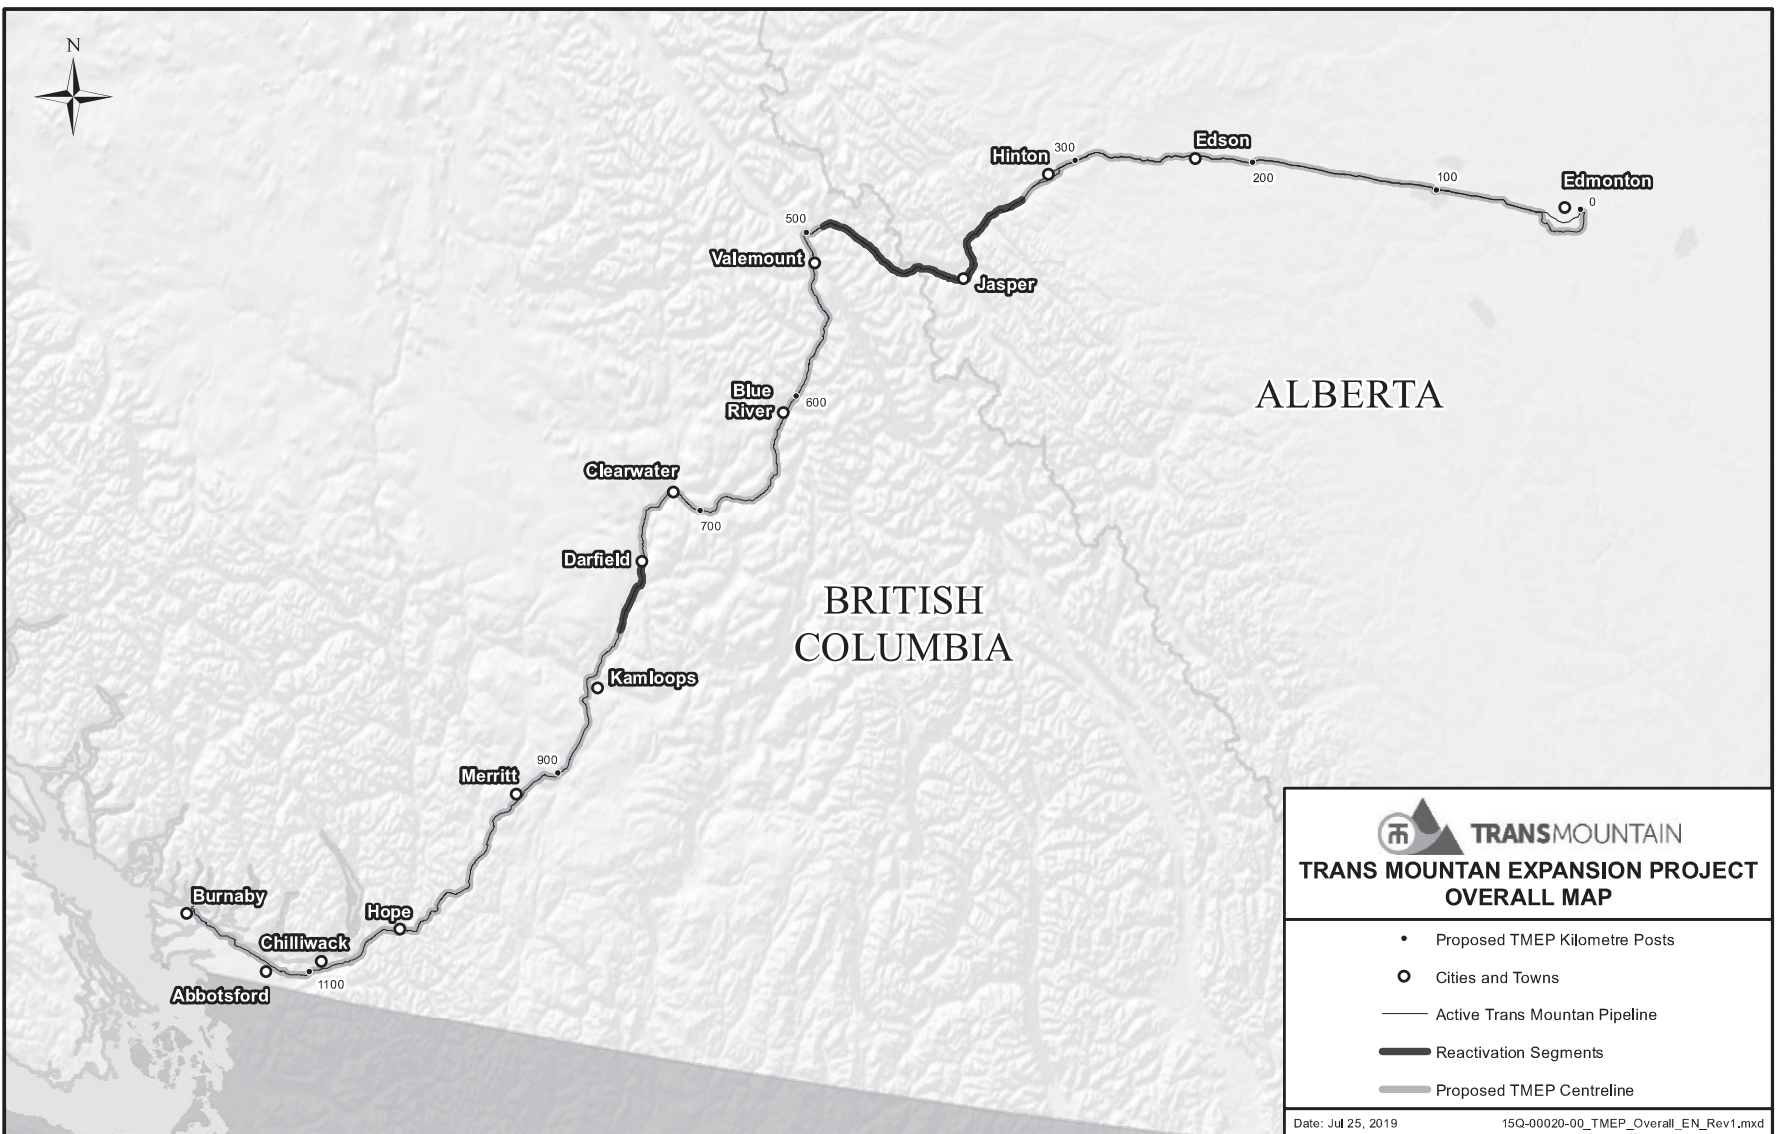 N
Hinton
300
Edson
200
100
Edmonton
0
500
Valemount
Jasper
Blue
River
600
ALBERTA
Clearwater
700
Darfield
BRITISH
COLUMBIA
Kamloops
900
Merritt
Burnaby
Hope
Chilliwack
1100
Abbotsford
TRANSMOUNTAIN
TRANS MOUNTAN EXPANSION PROJECT
OVERALL MAP
Proposed TMEP Kilometre Posts
Cities and Towns
Active Trans Mountan Pipeline
Reactivation Segments
Proposed TMEP Centreline
Date: Jul 25, 2019 15Q-00020-00_TMEP_Overall_EN_Rev1.mxd